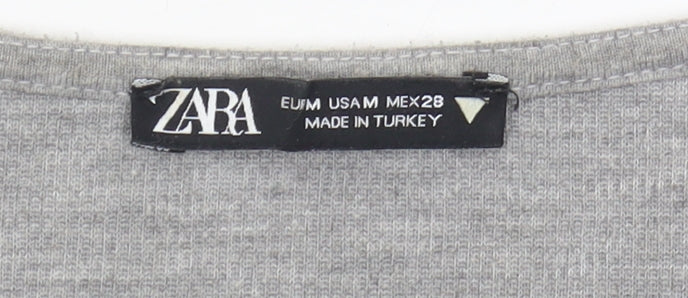 ZARA
EUR M USA M MEX 28
MADE IN TURKEY